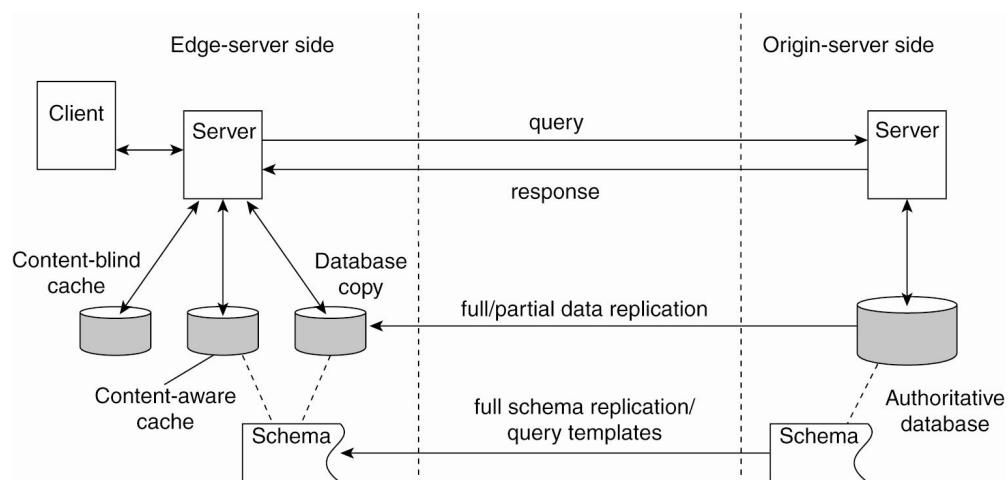 Edge-server side
Origin-server side
Client
Server
query
Server
response
Content-blind
cache
Database
copy
full/partial data replication
Content-aware
cache
Authoritative
database
full schema replication/
query templates
Schema
Schema